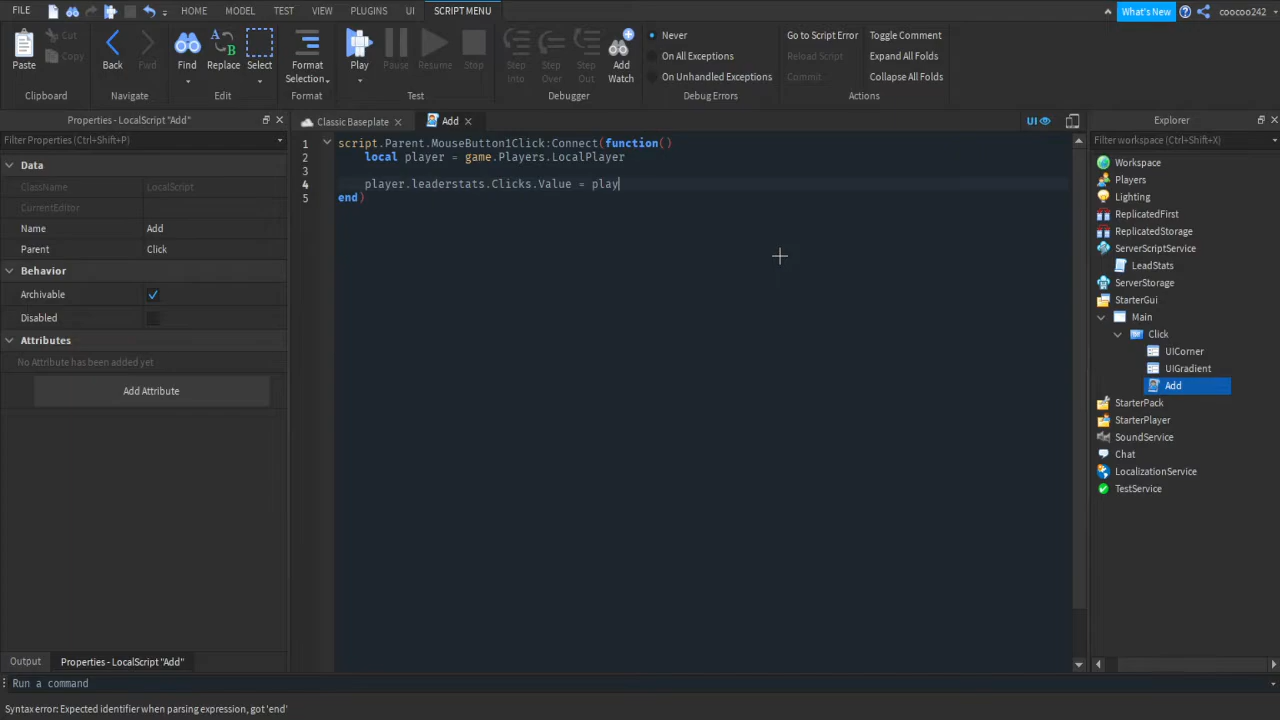 FILE
HOME
MODEL
TEST
VIEW
PLUGINS
UI
SCRIPT MENU
What's New
coocoo242
Paste
Cut
Copy
Clipboard
Back
Fwd
Navigate
Find
Replace
Select
Edit
Format
Selection
Format
Play
Pause
Resume
Stop
Test
Step
Into
Step
Over
Step
Out
Add
Watch
Debugger
Never
On All Exceptions
On Unhandled Exceptions
Debug Errors
Go to Script Error
Reload Script
Commit
Toggle Comment
Expand All Folds
Collapse All Folds
Actions
Properties - LocalScript "Add"
Filter Properties (Ctrl+Shift+P)
Data
ClassName LocalScript
CurrentEditor
Name Add
Parent Click
Behavior
Archivable
Disabled
Attributes
No Attribute has been added yet
Add Attribute
Output
Properties - LocalScript "Add"
Classic Baseplate
Add
UI
1 script.Parent.MouseButton1Click:Connect(function()
2 local player = game.Players.LocalPlayer
3
4 player.leaderstats.Clicks.Value = play
5 end)
Explorer
Filter workspace (Ctrl+Shift+X)
Workspace
Players
Lighting
ReplicatedFirst
ReplicatedStorage
ServerScriptService
LeadStats
ServerStorage
StarterGui
Main
Click
UICorner
UIGradient
Add
StarterPack
StarterPlayer
SoundService
Chat
LocalizationService
TestService
Run a command
Syntax error: Expected identifier when parsing expression, got 'end'